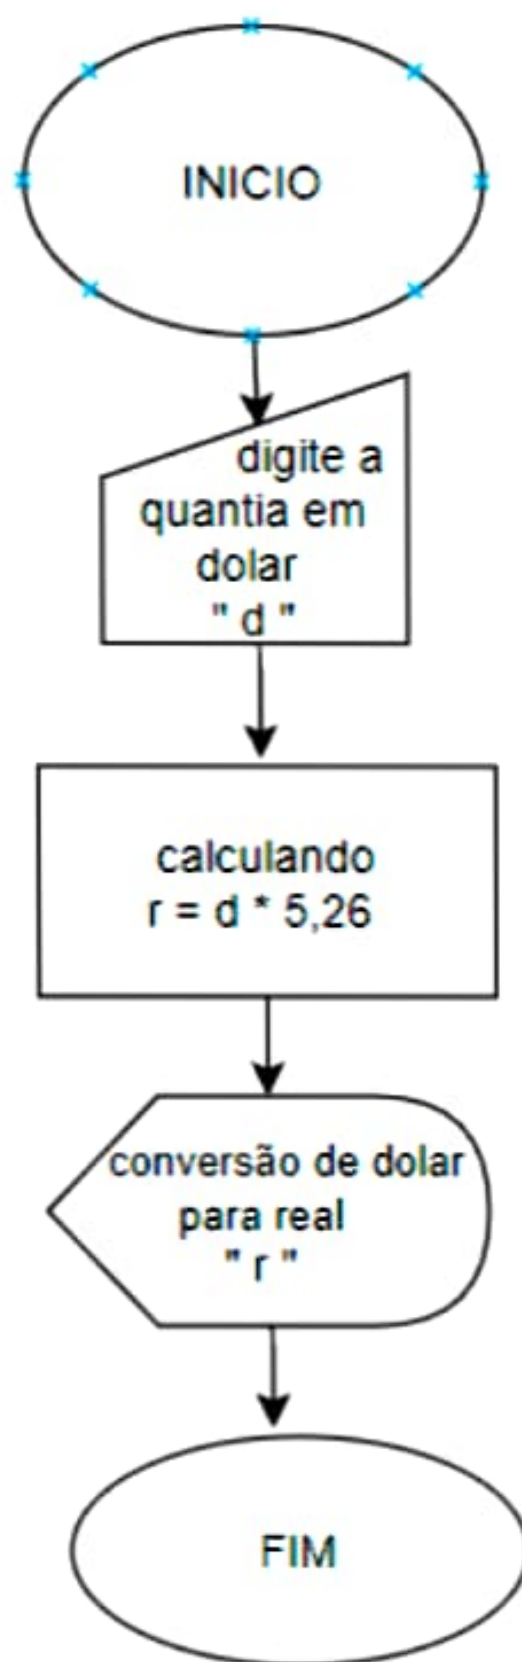 INICIO
digite a
quantia em
dolar
" d "
calculando
r = d * 5,26
conversão de dolar
para real
" r "
FIM